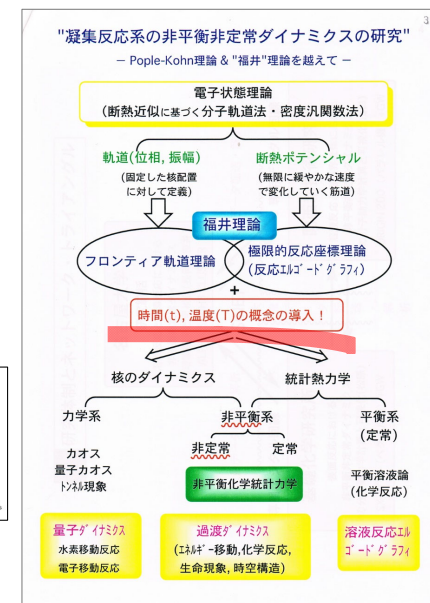 3
"凝集反応系の非平衡非定常ダイナミクスの研究"
― Pople-Kohn理論 & "福井"理論を越えて ―
電子状態理論
(断熱近似に基づく分子軌道法・密度汎関数法)
軌道(位相, 振幅)
断熱ポテンシャル
(固定した核配置
に対して定義)
(無限に緩やかな速度
で変化していく筋道)
福井理論
フロンティア軌道理論
極限的反応座標理論
(反応エルゴードグラフィ)
+
時間(t), 温度(T)の概念の導入！
核のダイナミクス
統計熱力学
力学系
非平衡系
平衡系
(定常)
非定常
定常
カオス
量子カオス
トンネル現象
非平衡化学統計力学
平衡溶液論
(化学反応)
量子ダイナミクス
水素移動反応
電子移動反応
過渡ダイナミクス
(エネルギー移動,化学反応,
生命現象, 時空構造)
溶液反応エル
ゴードグラフィ